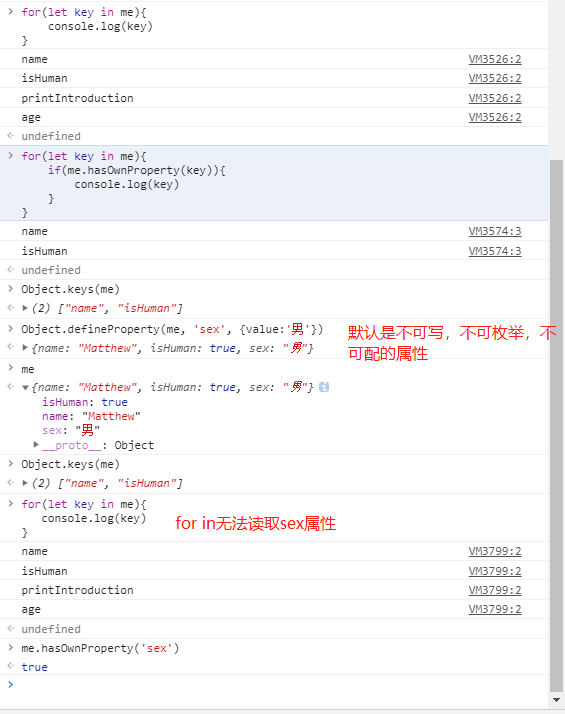 for(let key in me){
console.log(key)
}
name VM3526:2
isHuman VM3526:2
printIntroduction VM3526:2
age VM3526:2
undefined
for(let key in me){
if(me.hasOwnProperty(key)){
console.log(key)
}
}
name VM3574:3
isHuman VM3574:3
undefined
Object.keys(me)
(2) ["name", "isHuman"]
Object.defineProperty(me, 'sex', {value:'男'})
{name: "Matthew", isHuman: true, sex: "男"}
默认是不可写，不可枚举，不
可配的属性
me
{name: "Matthew", isHuman: true, sex: "男"}
isHuman: true
name: "Matthew"
sex: "男"
__proto__: Object
Object.keys(me)
(2) ["name", "isHuman"]
for(let key in me){
console.log(key)
}
for in无法读取sex属性
name VM3799:2
isHuman VM3799:2
printIntroduction VM3799:2
age VM3799:2
undefined
me.hasOwnProperty('sex')
true